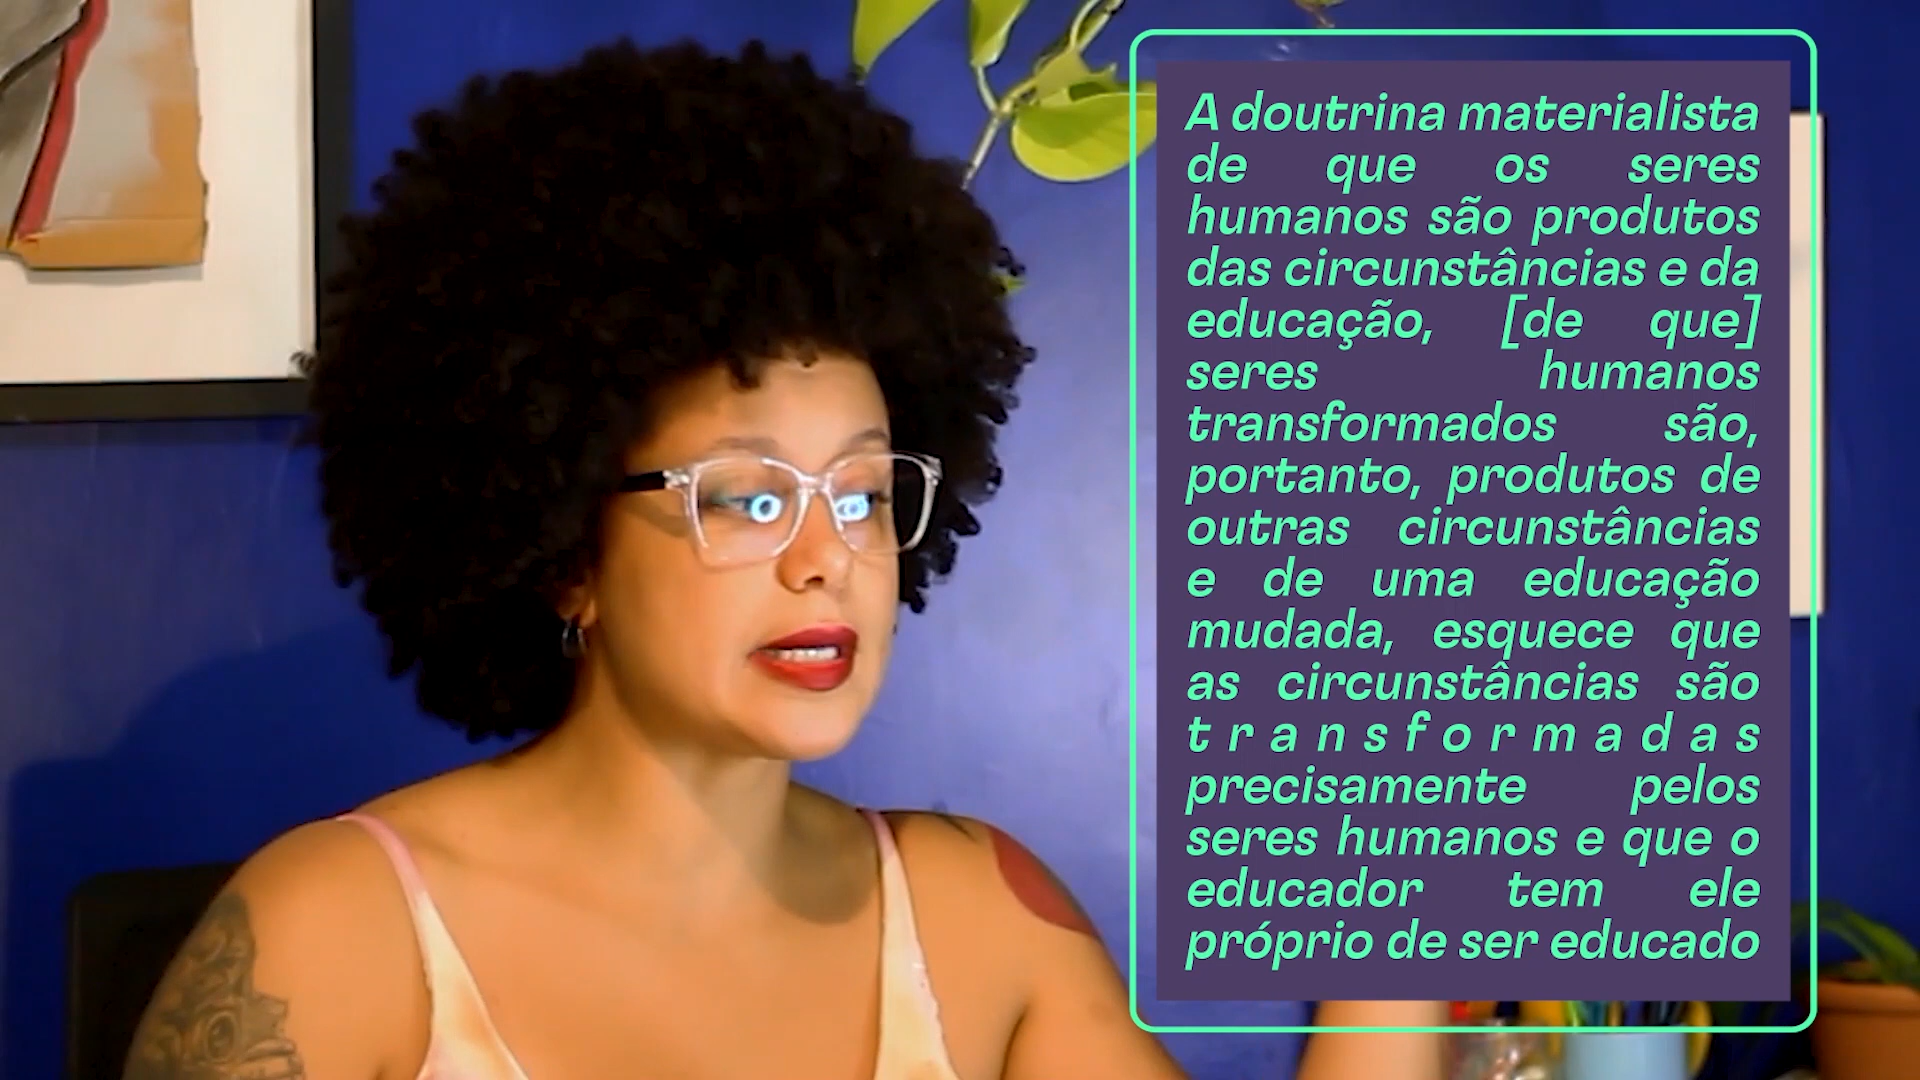 A doutrina materialista
de que os seres
humanos são produtos
das circunstâncias e da
educação, [de que]
seres humanos
transformados são,
portanto, produtos de
outras circunstâncias
e de uma educação
mudada, esquece que
as circunstâncias são
transformadas
precisamente pelos
seres humanos e que o
educador tem ele
próprio de ser educado